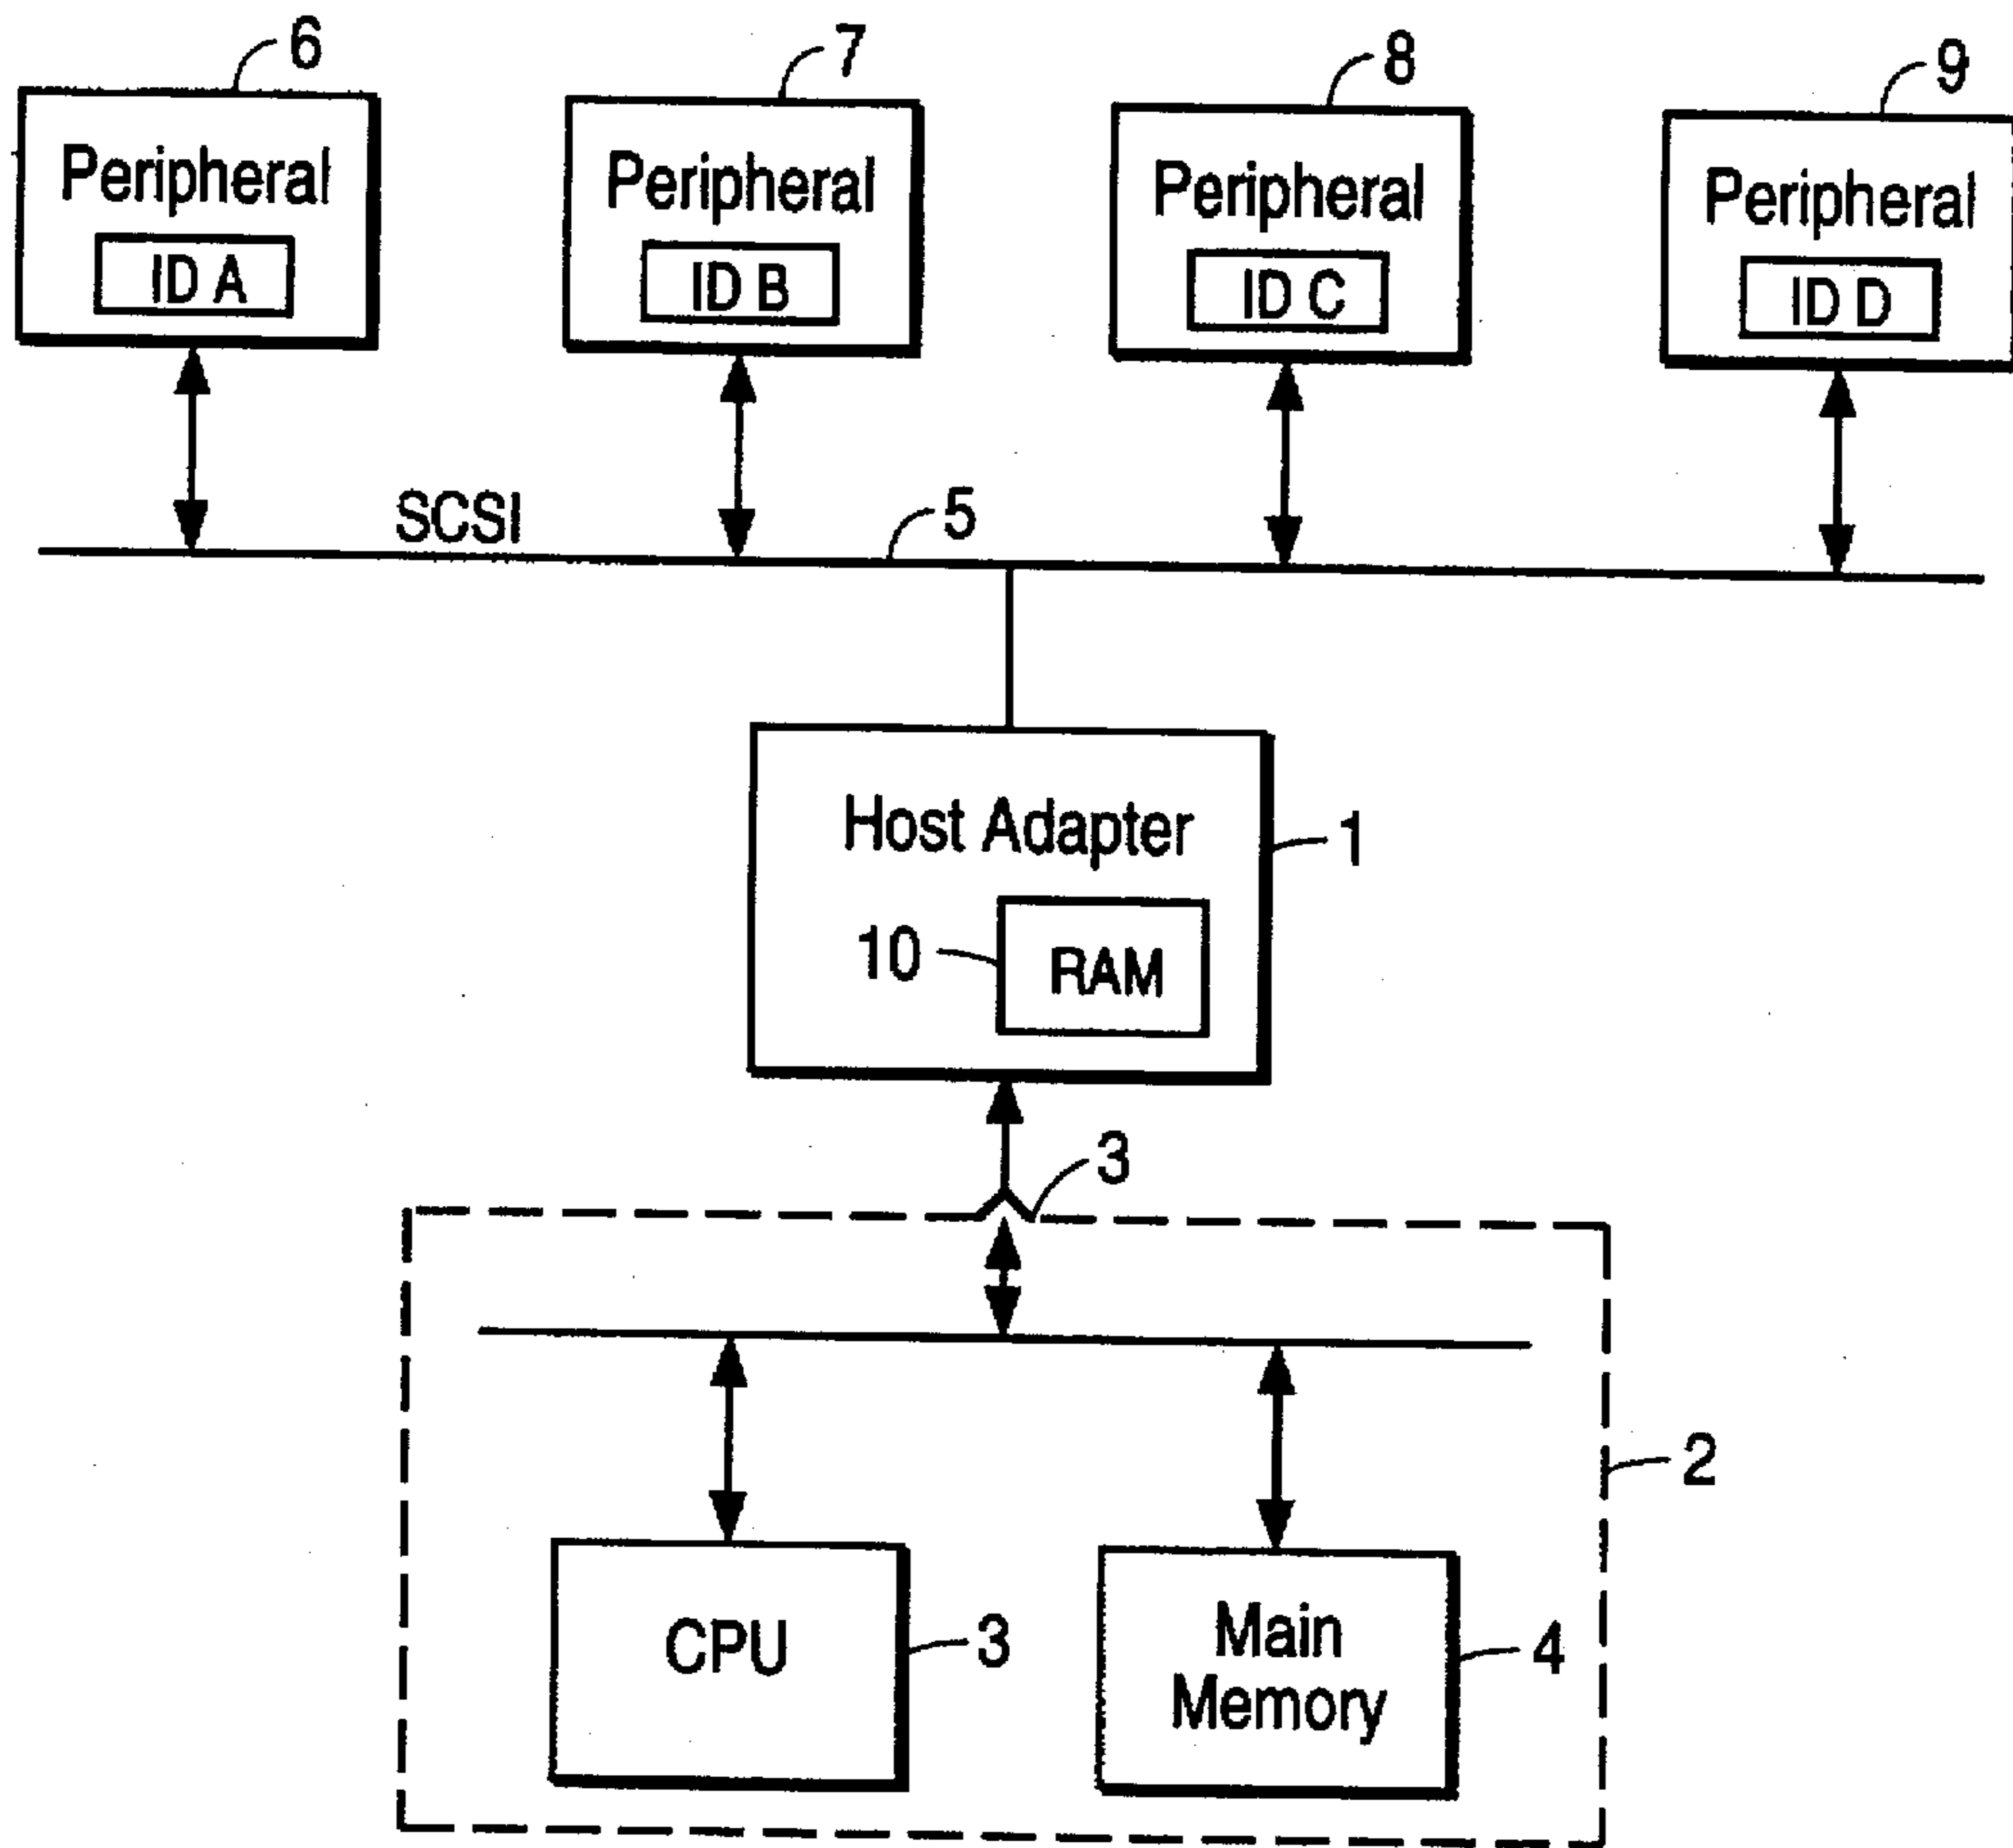 6
7
8
9
Peripheral
ID A
Peripheral
ID B
Peripheral
ID C
Peripheral
ID D
SCSI
5
Host Adapter
1
10
RAM
3
2
CPU
3
Main
Memory
4